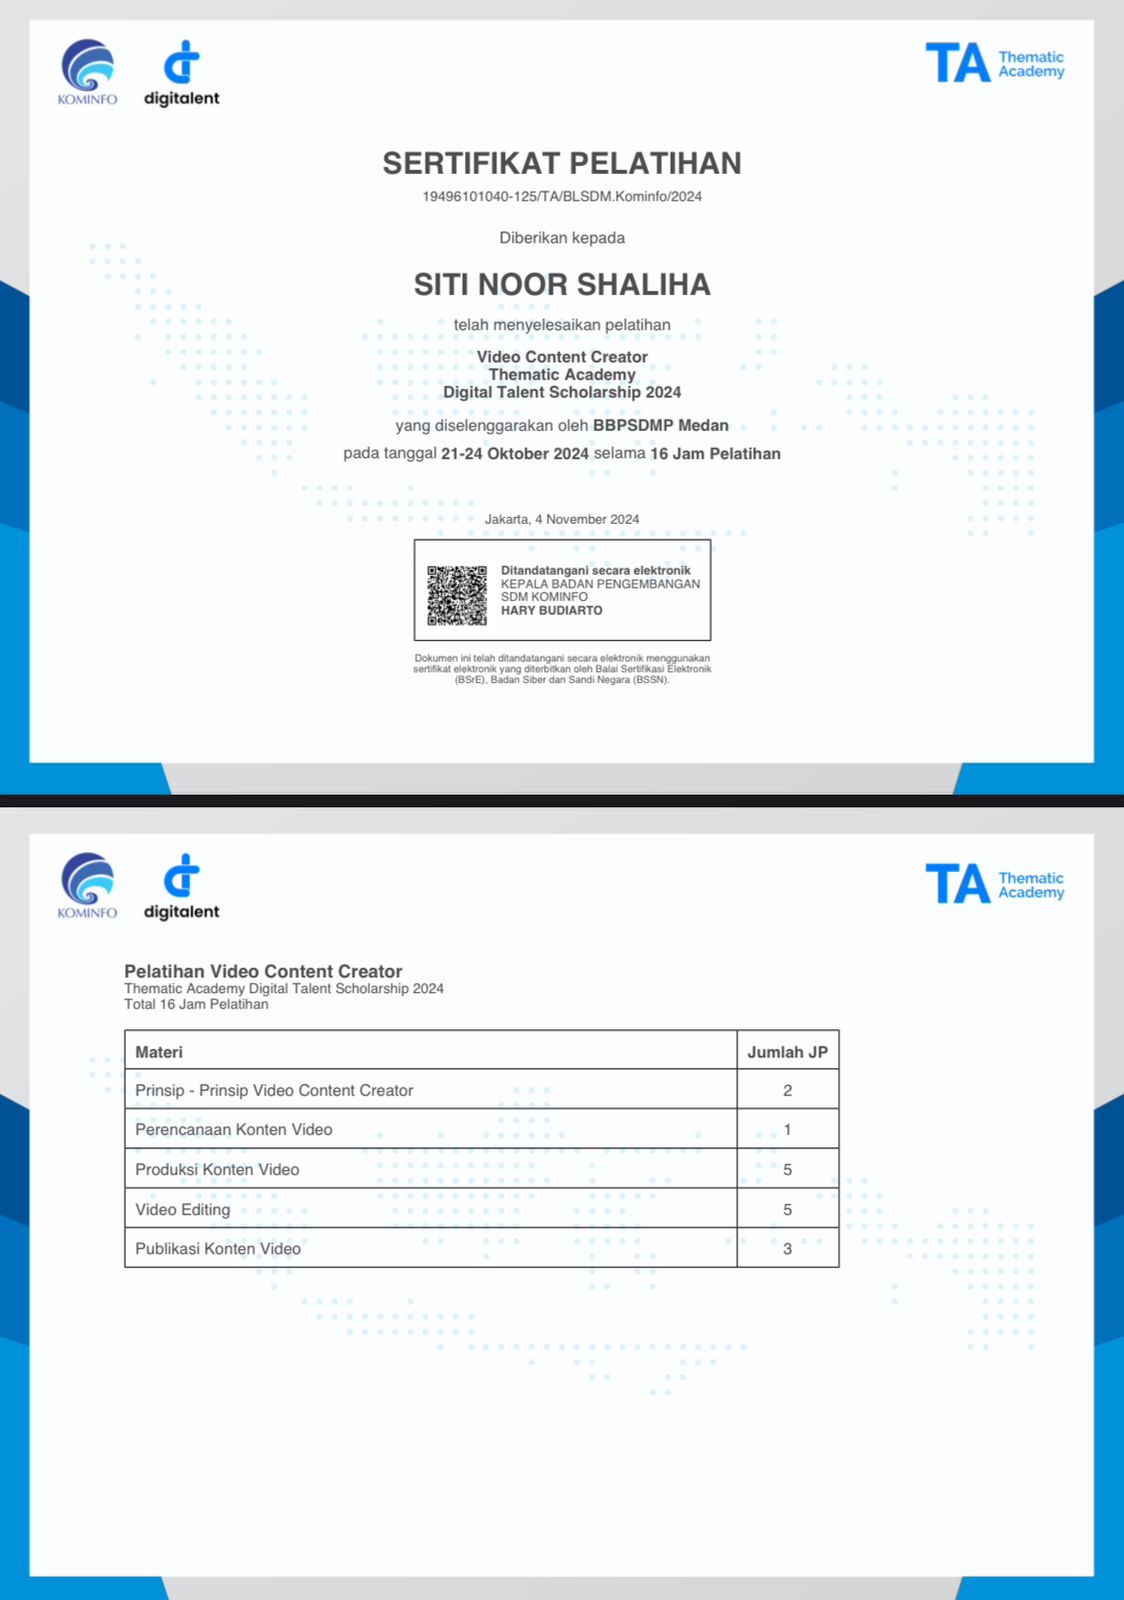 KOMINFO
digitalent
TA Thematic
Academy
SERTIFIKAT PELATIHAN
19496101040-125/TA/BLSDM.Kominfo/2024
Diberikan kepada
SITI NOOR SHALIHA
telah menyelesaikan pelatihan
Video Content Creator
Thematic Academy
Digital Talent Scholarship 2024
yang diselenggarakan oleh BBPSDMP Medan
pada tanggal 21-24 Oktober 2024 selama 16 Jam Pelatihan
Jakarta, 4 November 2024
Ditandatangani secara elektronik
KEPALA BADAN PENGEMBANGAN
SDM KOMINFO
HARY BUDIARTO
Dokumen ini telah ditandatangani secara elektronik menggunakan
sertifikat elektronik yang diterbitkan oleh Balai Sertifikasi Elektronik
(BSrE), Badan Siber dan Sandi Negara (BSSN).
KOMINFO
digitalent
TA Thematic
Academy
Pelatihan Video Content Creator
Thematic Academy Digital Talent Scholarship 2024
Total 16 Jam Pelatihan
Materi Jumlah JP
Prinsip - Prinsip Video Content Creator 2
Perencanaan Konten Video 1
Produksi Konten Video 5
Video Editing 5
Publikasi Konten Video 3